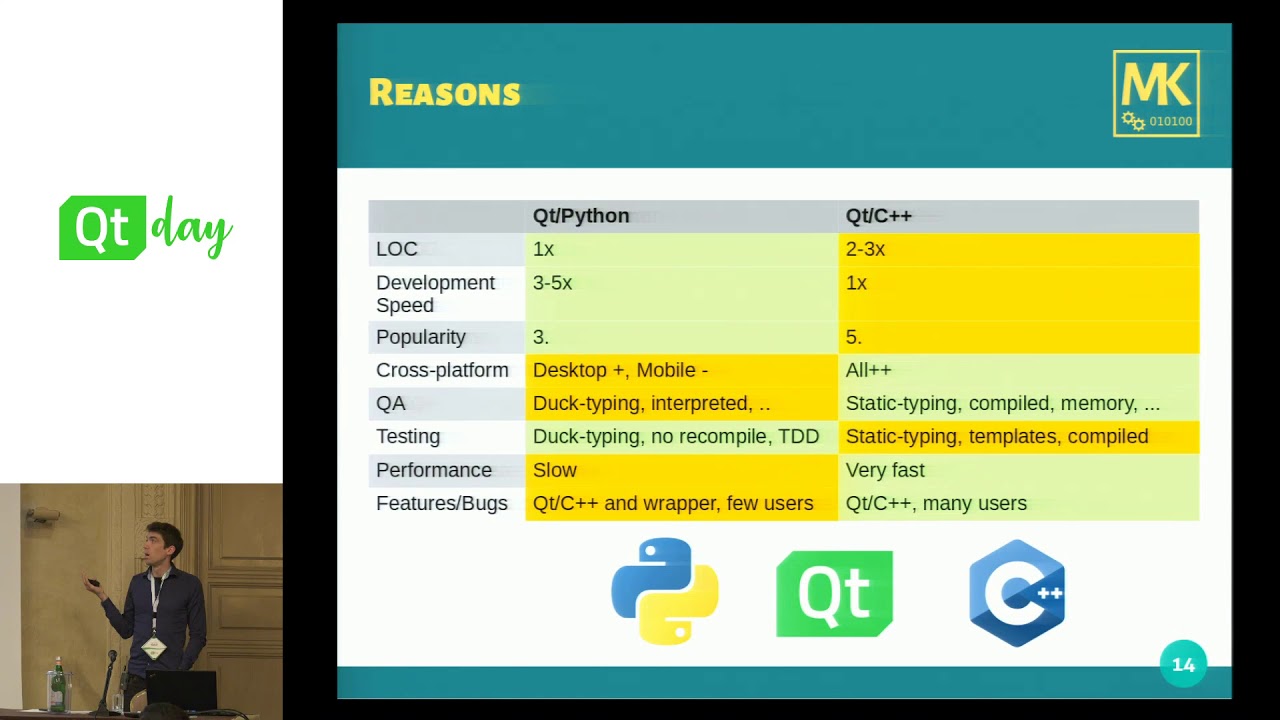 Qt day
REASONS
MK
010100
Qt/Python Qt/C++
LOC 1x 2-3x
Development Speed 3-5x 1x
Popularity 3. 5.
Cross-platform Desktop +, Mobile - All++
QA Duck-typing, interpreted, .. Static-typing, compiled, memory, ...
Testing Duck-typing, no recompile, TDD Static-typing, templates, compiled
Performance Slow Very fast
Features/Bugs Qt/C++ and wrapper, few users Qt/C++, many users
Qt
C++
14